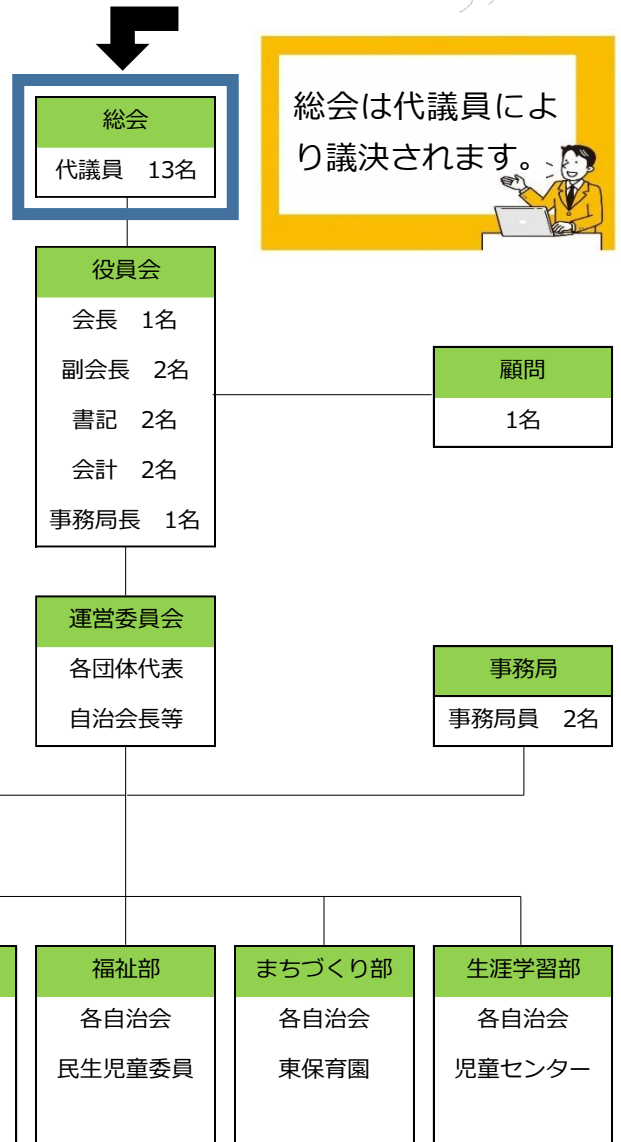 総会
代議員　13名
総会は代議員によ
り議決されます。
役員会
会長　1名
副会長　2名
書記　2名
会計　2名
事務局長　1名
顧問
1名
運営委員会
各団体代表
自治会長等
事務局
事務局員　2名
福祉部
各自治会
民生児童委員
まちづくり部
各自治会
東保育園
生涯学習部
各自治会
児童センター